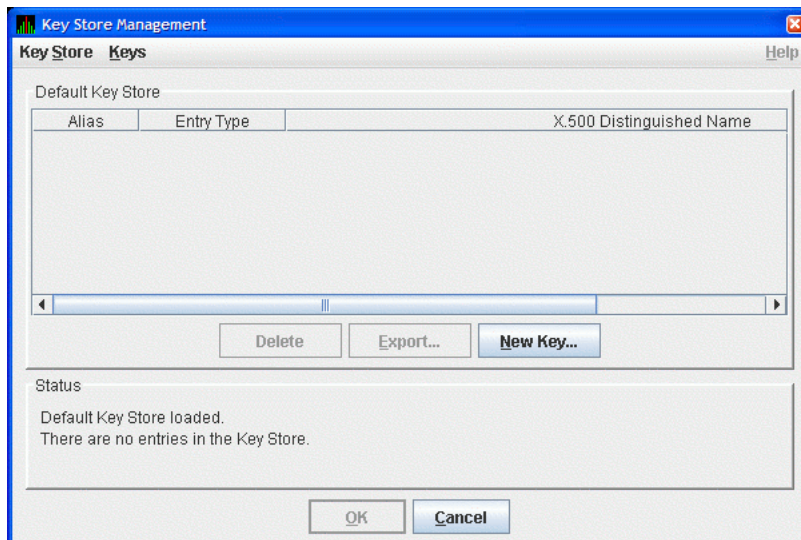 Key Store Management
Key Store Keys Help
Default Key Store
Alias Entry Type X.500 Distinguished Name
Delete Export... New Key...
Status
Default Key Store loaded.
There are no entries in the Key Store.
OK Cancel